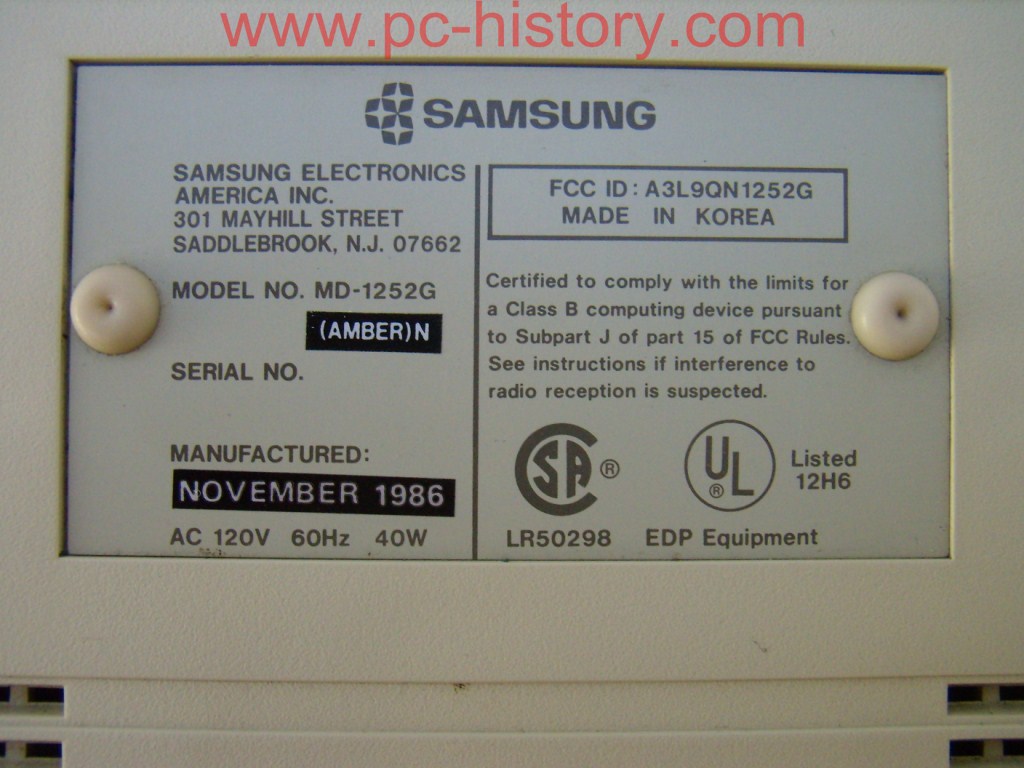 www.pc-history.com
SAMSUNG
SAMSUNG ELECTRONICS
AMERICA INC.
301 MAYHILL STREET
SADDLEBROOK, N.J. 07662
MODEL NO. MD-1252G
(AMBER)N
SERIAL NO.
MANUFACTURED:
NOVEMBER 1986
AC 120V 60Hz 40W
FCC ID: A3L9QN1252G
MADE IN KOREA
Certified to comply with the limits for
a Class B computing device pursuant
to Subpart J of part 15 of FCC Rules.
See instructions if interference to
radio reception is suspected.
SA ® UL ® Listed
12H6
LR50298 EDP Equipment